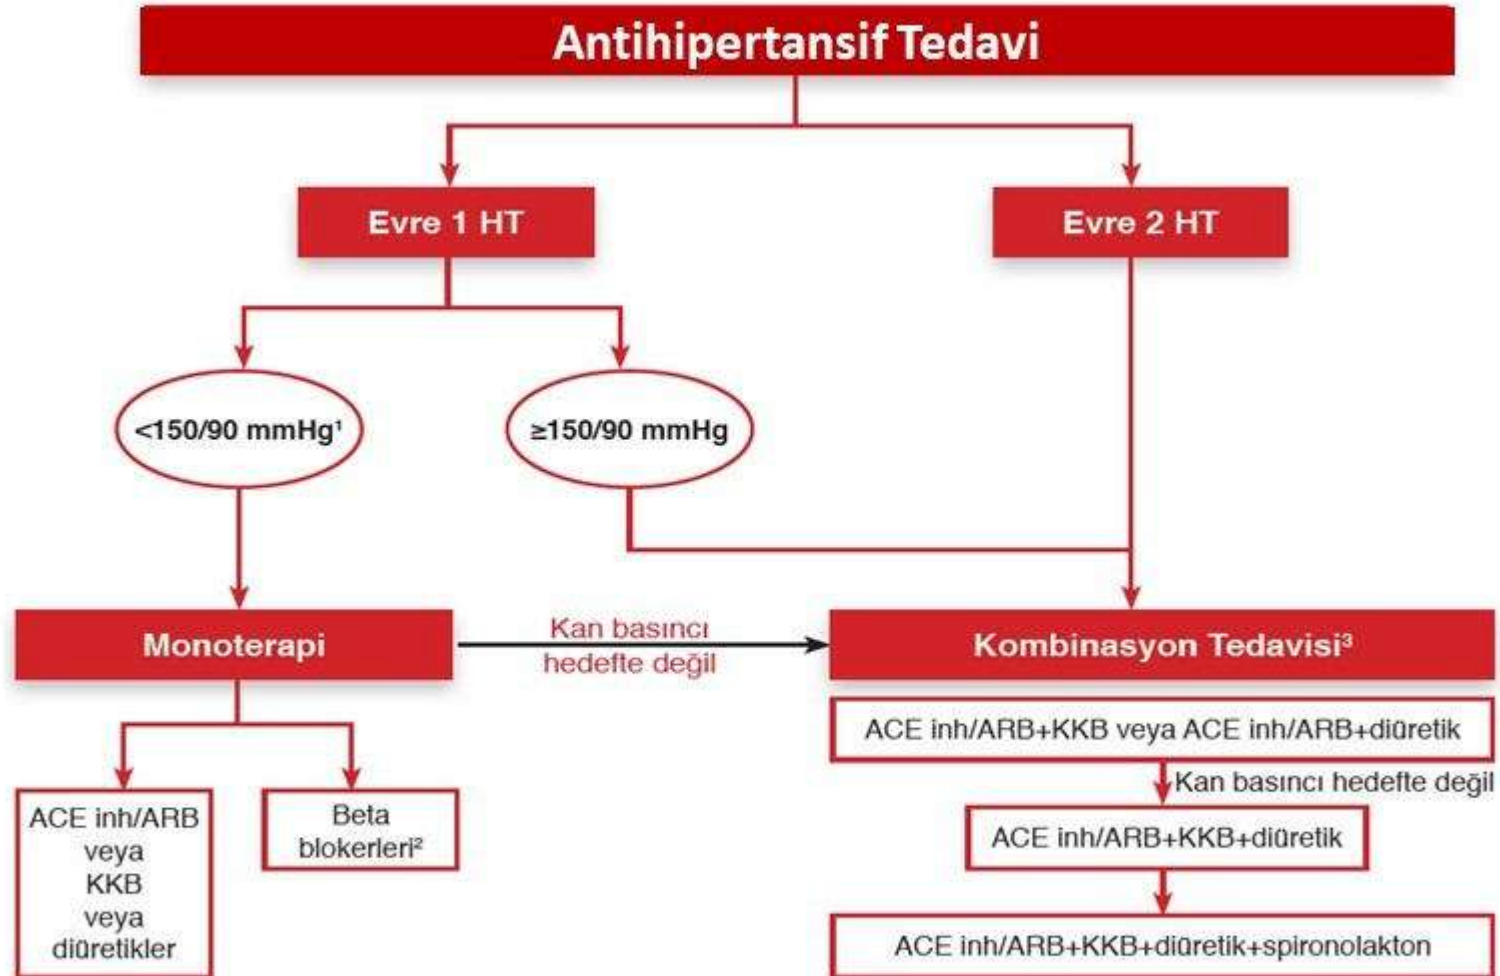 Antihipertansif Tedavi
Evre 1 HT
Evre 2 HT
<150/90 mmHg¹
≥150/90 mmHg
Monoterapi
Kan basıncı
hedefte değil
Kombinasyon Tedavisi³
ACE inh/ARB+KKB veya ACE inh/ARB+diüretik
Kan basıncı hedefte değil
ACE inh/ARB
veya
KKB
veya
diüretikler
Beta
blokerleri²
ACE inh/ARB+KKB+diüretik
ACE inh/ARB+KKB+diüretik+spironolakton